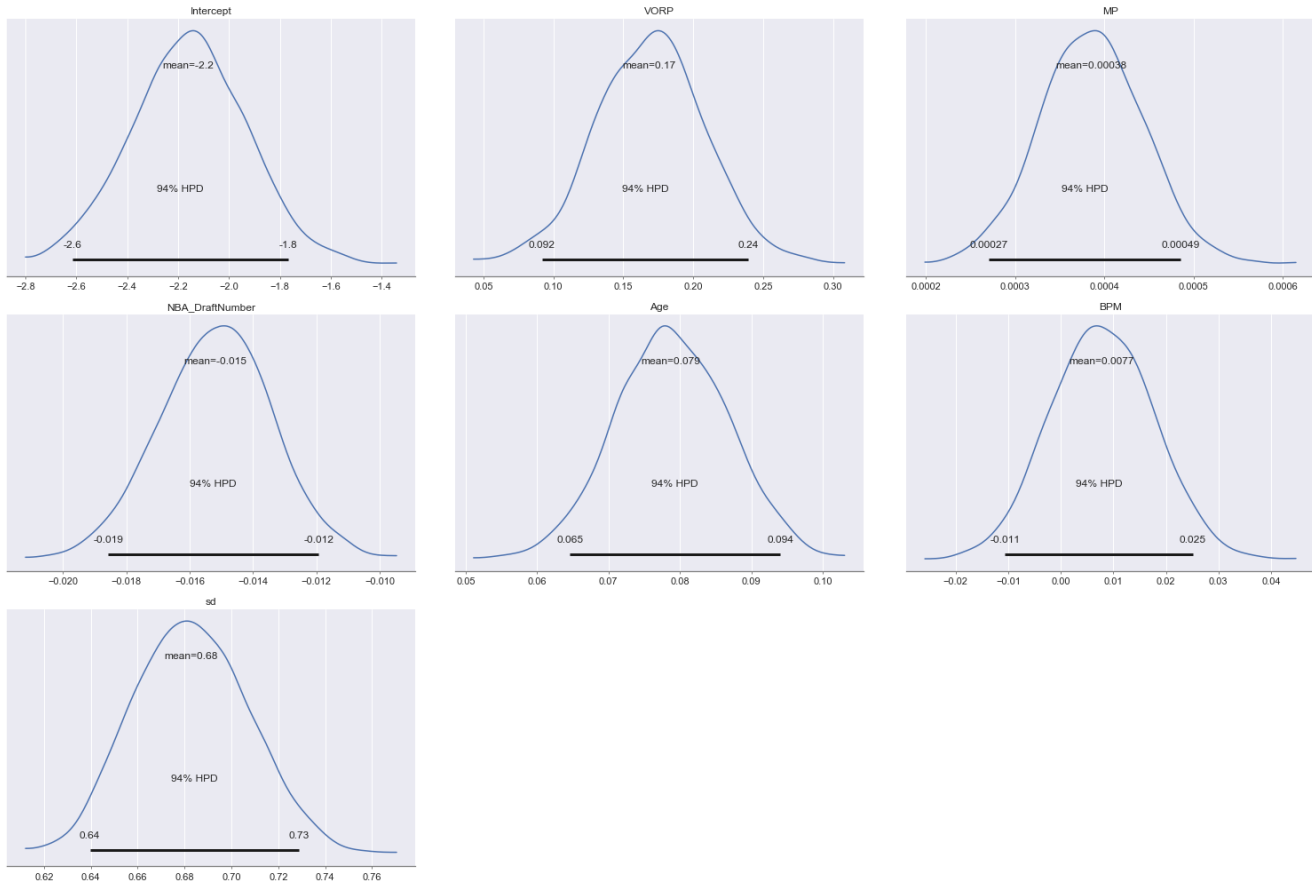 Intercept
mean=-2.2
94% HPD
-2.6 -1.8
−2.8 −2.6 −2.4 −2.2 −2.0 −1.8 −1.6 −1.4
VORP
mean=0.17
94% HPD
0.092 0.24
0.05 0.10 0.15 0.20 0.25 0.30
MP
mean=0.00038
94% HPD
0.00027 0.00049
0.0002 0.0003 0.0004 0.0005 0.0006
NBA_DraftNumber
mean=-0.015
94% HPD
-0.019 -0.012
−0.020 −0.018 −0.016 −0.014 −0.012 −0.010
Age
mean=0.079
94% HPD
0.065 0.094
0.05 0.06 0.07 0.08 0.09 0.10
BPM
mean=0.0077
94% HPD
-0.011 0.025
−0.02 −0.01 0.00 0.01 0.02 0.03 0.04
sd
mean=0.68
94% HPD
0.64 0.73
0.62 0.64 0.66 0.68 0.70 0.72 0.74 0.76